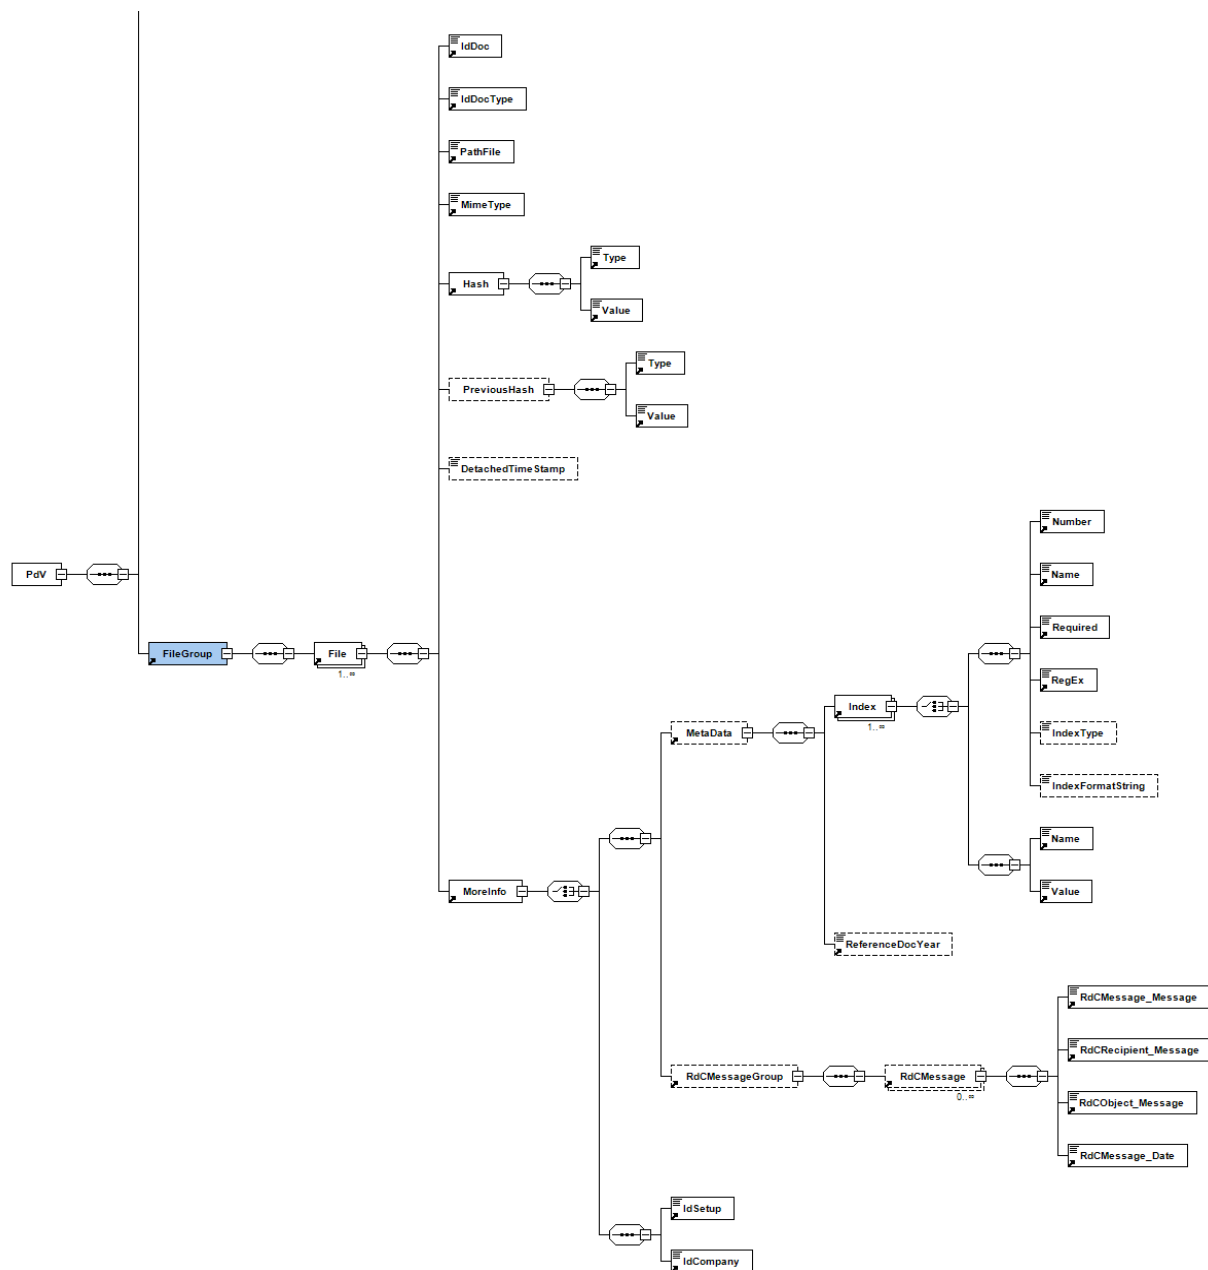 IdDoc
IdDocType
PathFile
MimeType
Type
Hash
Value
Type
PreviousHash
Value
DetachedTimeStamp
Number
PdV
Name
Required
FileGroup
File
1..∞
RegEx
Index
1..∞
MetaData
IndexType
IndexFormatString
Name
MoreInfo
Value
ReferenceDocYear
RdCMessage_Message
RdCRecipient_Message
RdCMessageGroup
RdCMessage
0..∞
RdCObject_Message
RdCMessage_Date
IdSetup
IdCompany